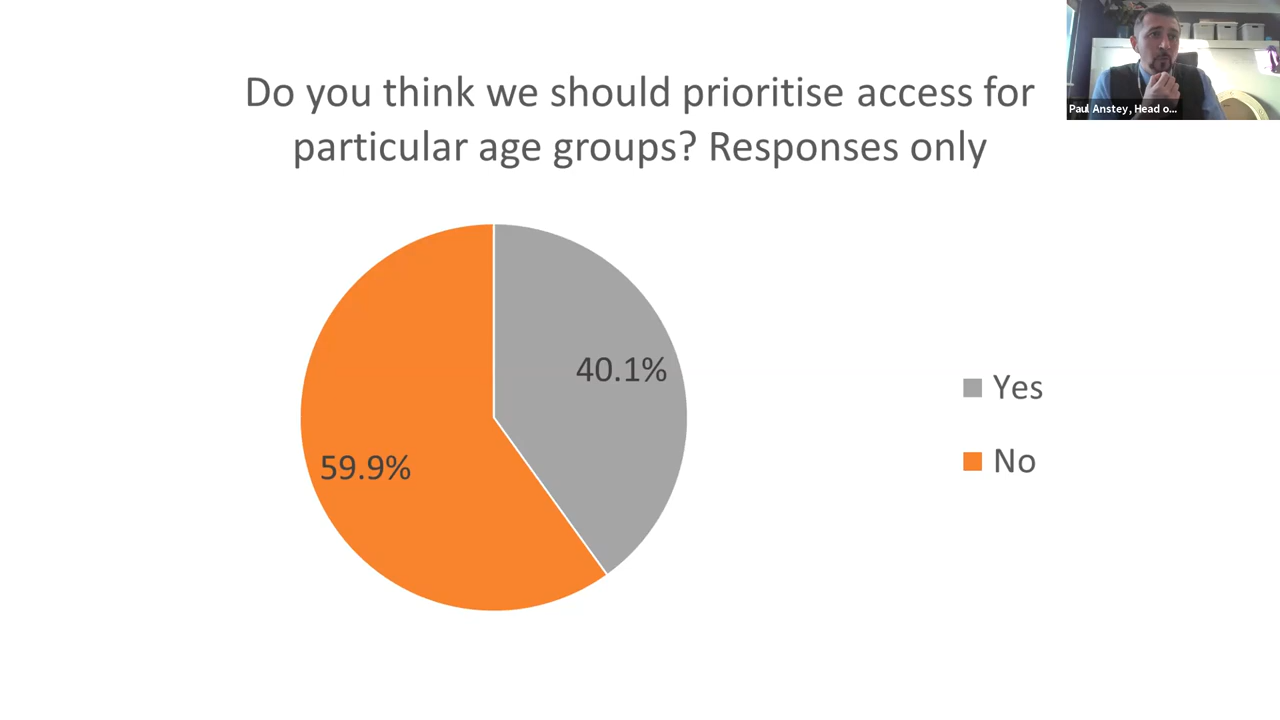 Do you think we should prioritise access for
particular age groups? Responses only
Paul Anstey, Head o...
40.1%
59.9%
Yes
No